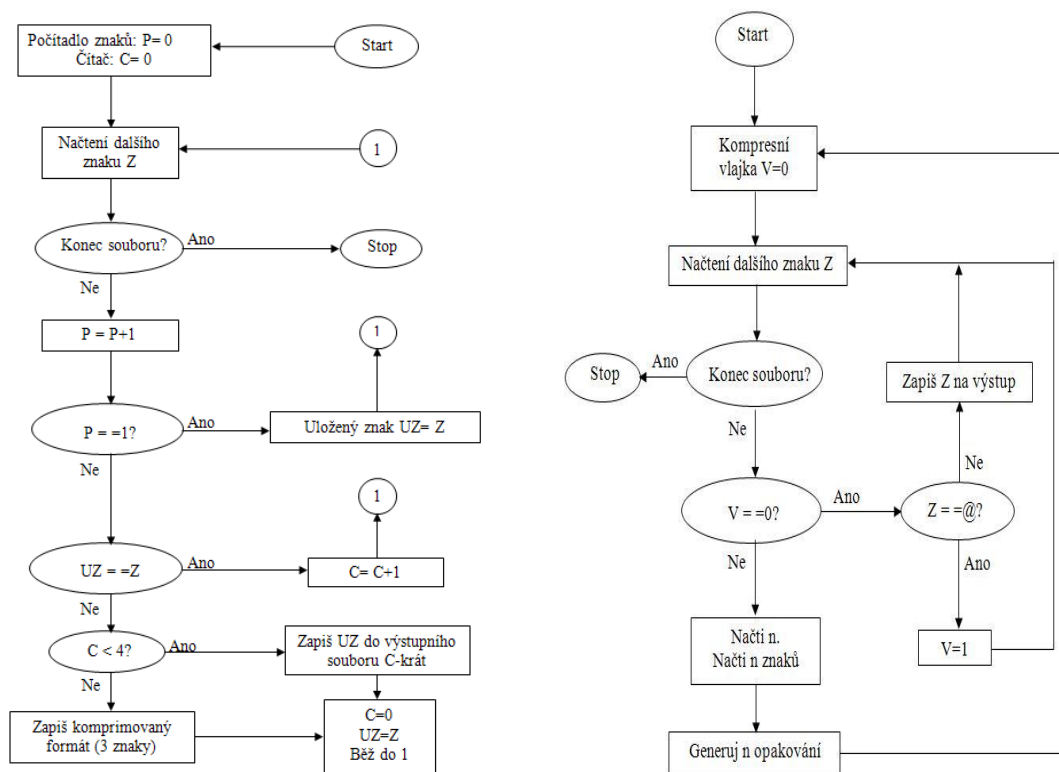 Počítadlo znaků: P= 0
Čítač: C= 0
Start
Načtení dalšího
znaku Z
1
Konec souboru?
Ano
Stop
Ne
P = P+1
1
P = =1?
Ano
Uložený znak UZ= Z
Ne
1
UZ = =Z
Ano
C= C+1
Ne
C < 4?
Ano
Zapiš UZ do výstupního
souboru C-krát
Ne
Zapiš komprimovaný
formát (3 znaky)
C=0
UZ=Z
Běž do 1
Start
Kompresní
vlajka V=0
Načtení dalšího znaku Z
Konec souboru?
Ano
Stop
Zapiš Z na výstup
Ne
Ne
V = =0?
Ano
Z = =@?
Ne
Ano
Načti n.
Načti n znaků
V=1
Generuj n opakování